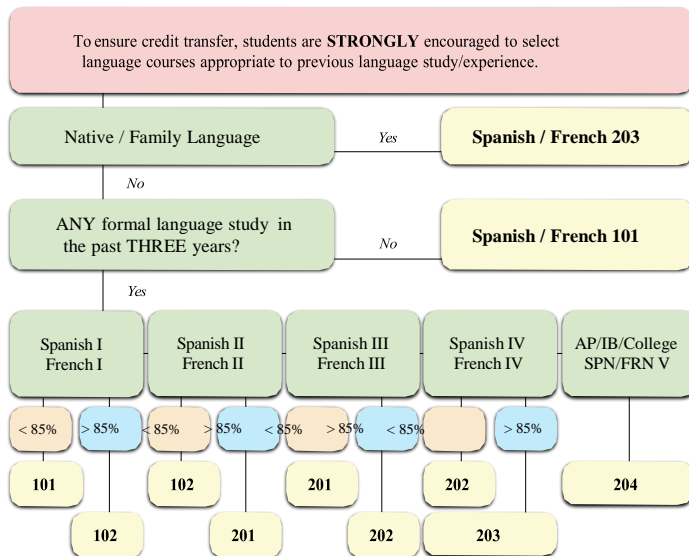 To ensure credit transfer, students are STRONGLY encouraged to select
language courses appropriate to previous language study/experience.
Native / Family Language
Yes
Spanish / French 203
No
ANY formal language study in
the past THREE years?
No
Spanish / French 101
Yes
Spanish I
French I
Spanish II
French II
Spanish III
French III
Spanish IV
French IV
AP/IB/College
SPN/FRN V
< 85%
> 85%
< 85%
> 85%
< 85%
> 85%
< 85%
> 85%
101
102
201
202
204
102
201
202
203